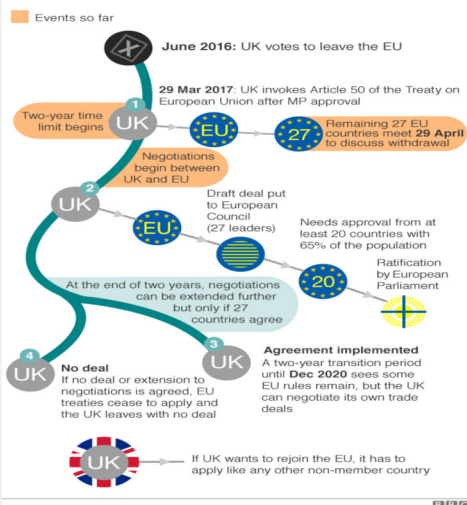 Events so far
June 2016: UK votes to leave the EU
29 Mar 2017: UK invokes Article 50 of the Treaty on
European Union after MP approval
1
Two-year time
limit begins
UK
EU
27
Remaining 27 EU
countries meet 29 April
to discuss withdrawal
Negotiations
begin between
UK and EU
2
UK
Draft deal put
to European
Council
(27 leaders)
EU
Needs approval from at
least 20 countries with
65% of the population
20
Ratification
by European
Parliament
At the end of two years, negotiations
can be extended further
but only if 27
countries agree
4
UK
No deal
If no deal or extension to
negotiations is agreed, EU
treaties cease to apply and
the UK leaves with no deal
3
UK
Agreement implemented
A two-year transition period
until Dec 2020 sees some
EU rules remain, but the UK
can negotiate its own trade
deals
UK
If UK wants to rejoin the EU, it has to
apply like any other non-member country